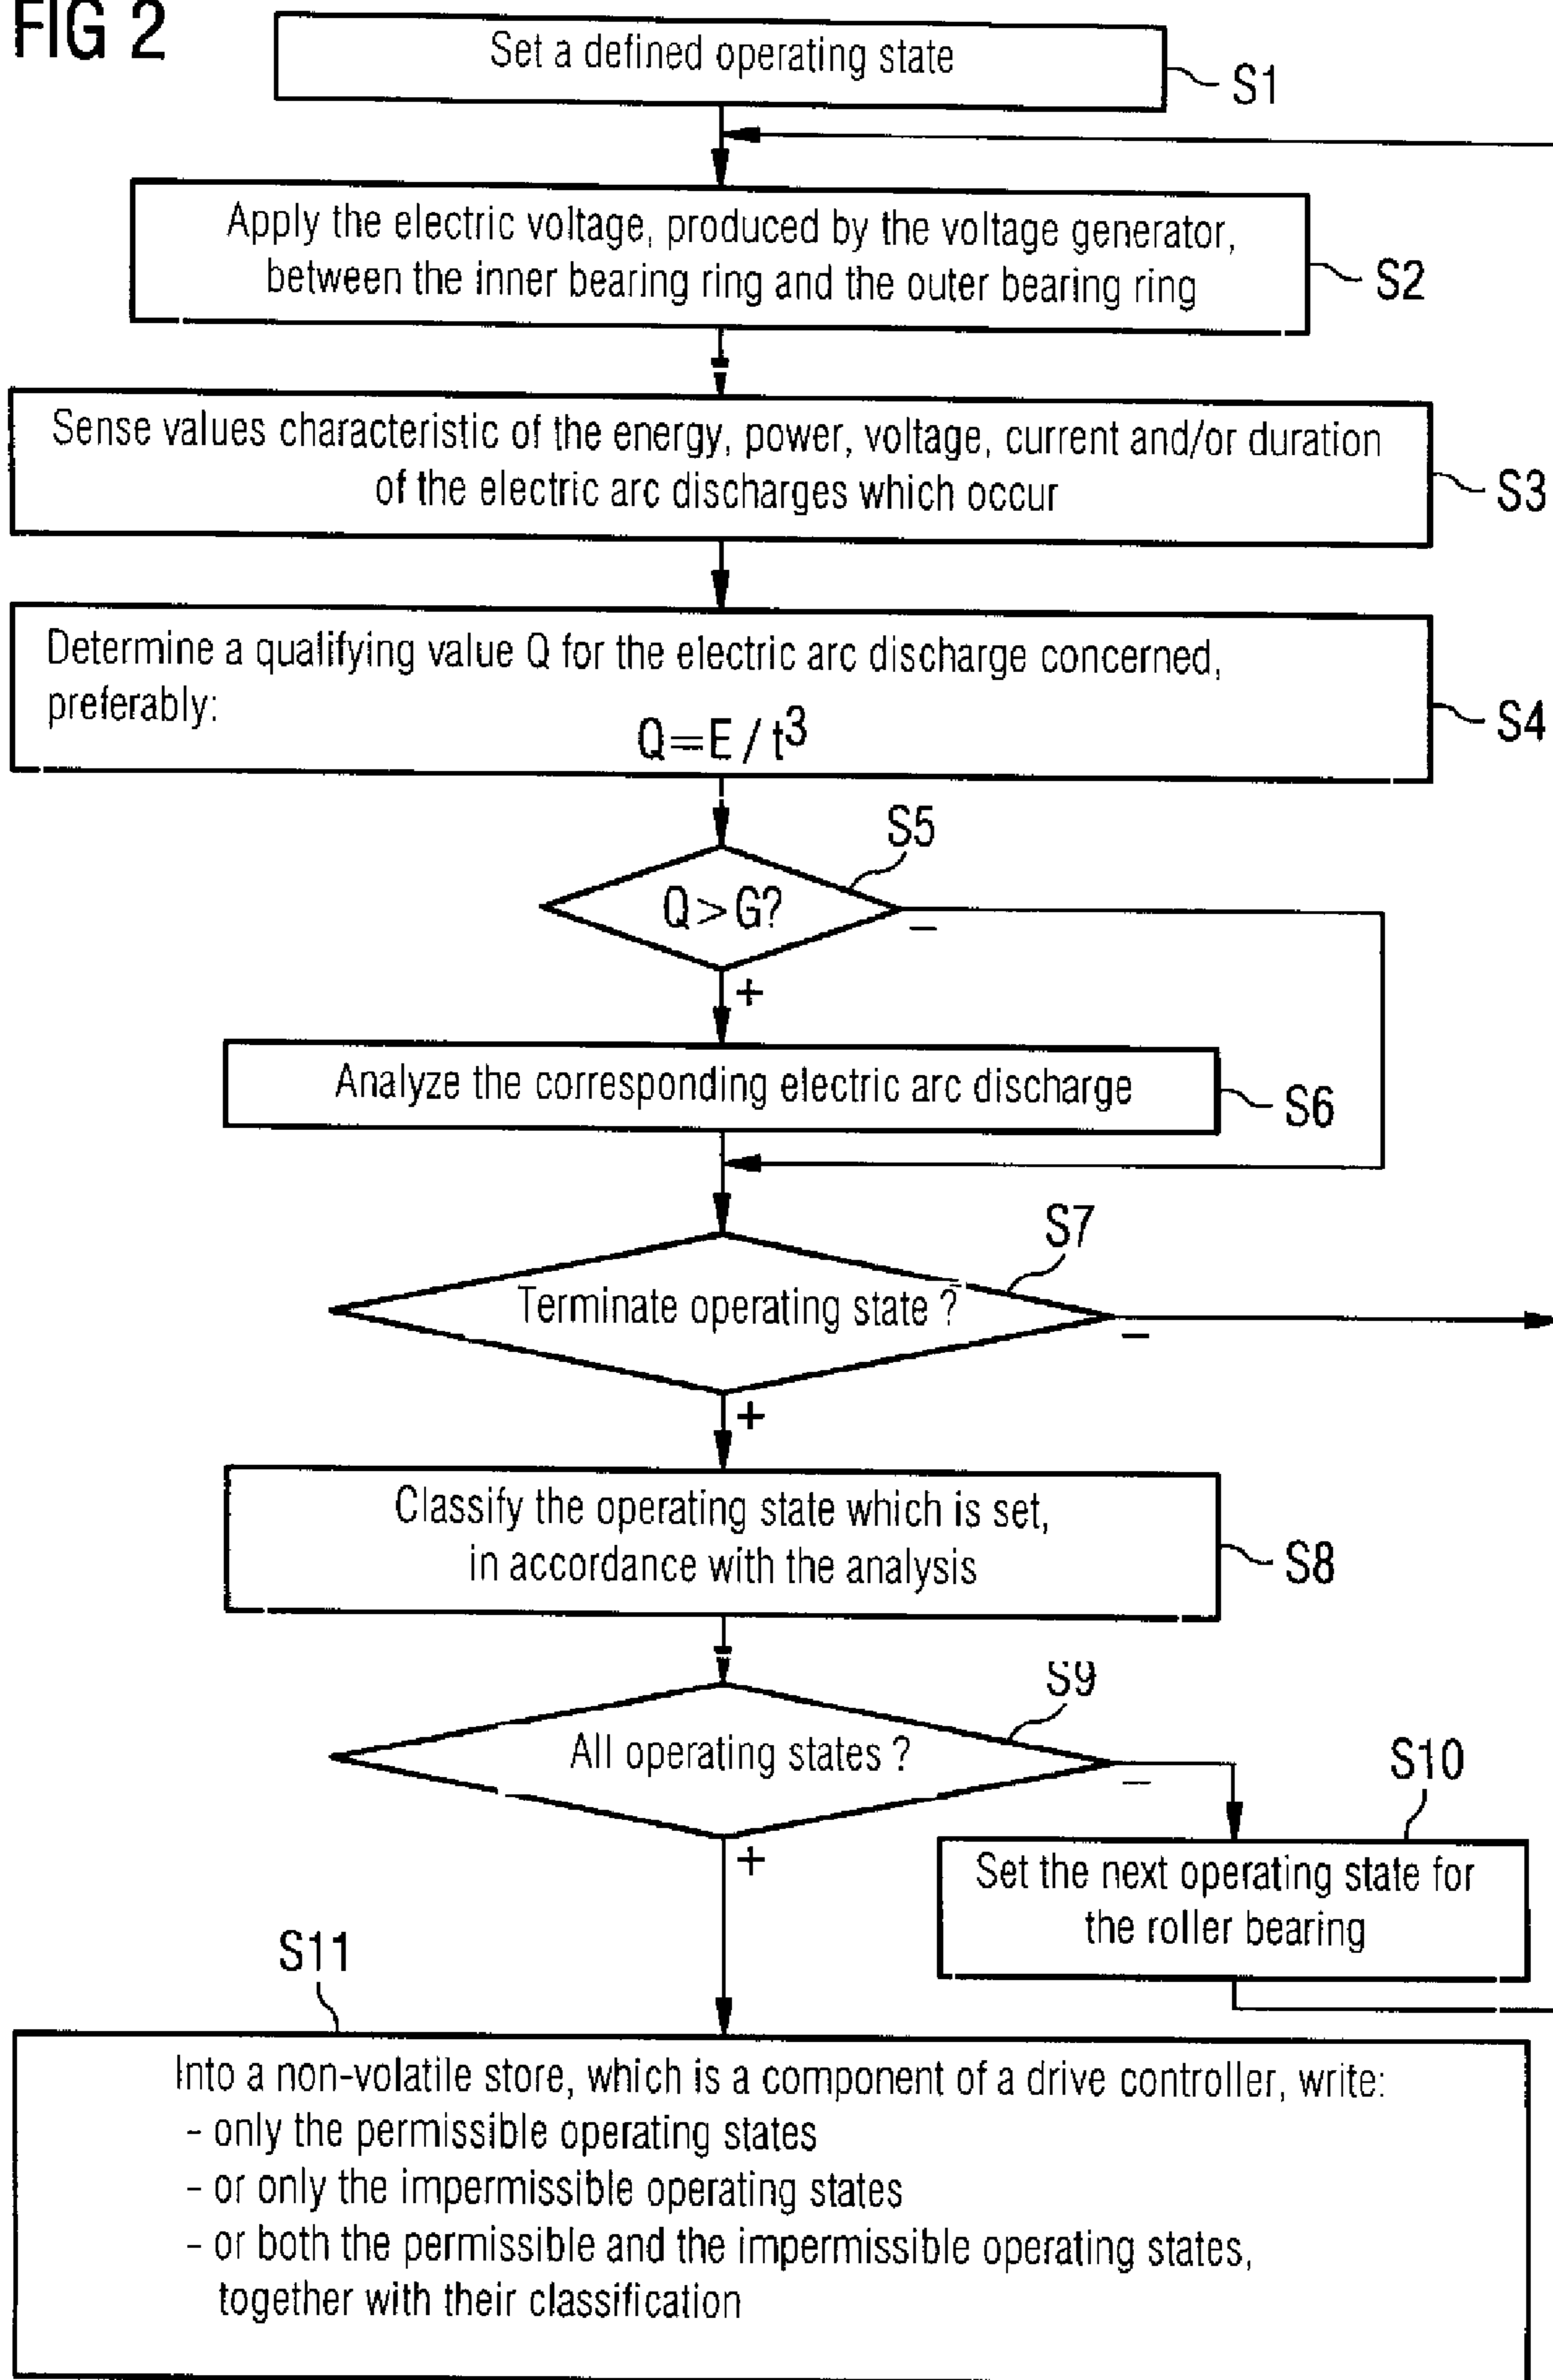 FIG 2
Set a defined operating state
S1
Apply the electric voltage, produced by the voltage generator,
between the inner bearing ring and the outer bearing ring
S2
Sense values characteristic of the energy, power, voltage, current and/or duration
of the electric arc discharges which occur
S3
Determine a qualifying value Q for the electric arc discharge concerned,
preferably:
Q=E/t³
S4
S5
Q>G?
–
+
Analyze the corresponding electric arc discharge
S6
S7
Terminate operating state ?
–
+
Classify the operating state which is set,
in accordance with the analysis
S8
S9
All operating states ?
–
+
S10
Set the next operating state for
the roller bearing
S11
Into a non-volatile store, which is a component of a drive controller, write:
- only the permissible operating states
- or only the impermissible operating states
- or both the permissible and the impermissible operating states,
together with their classification